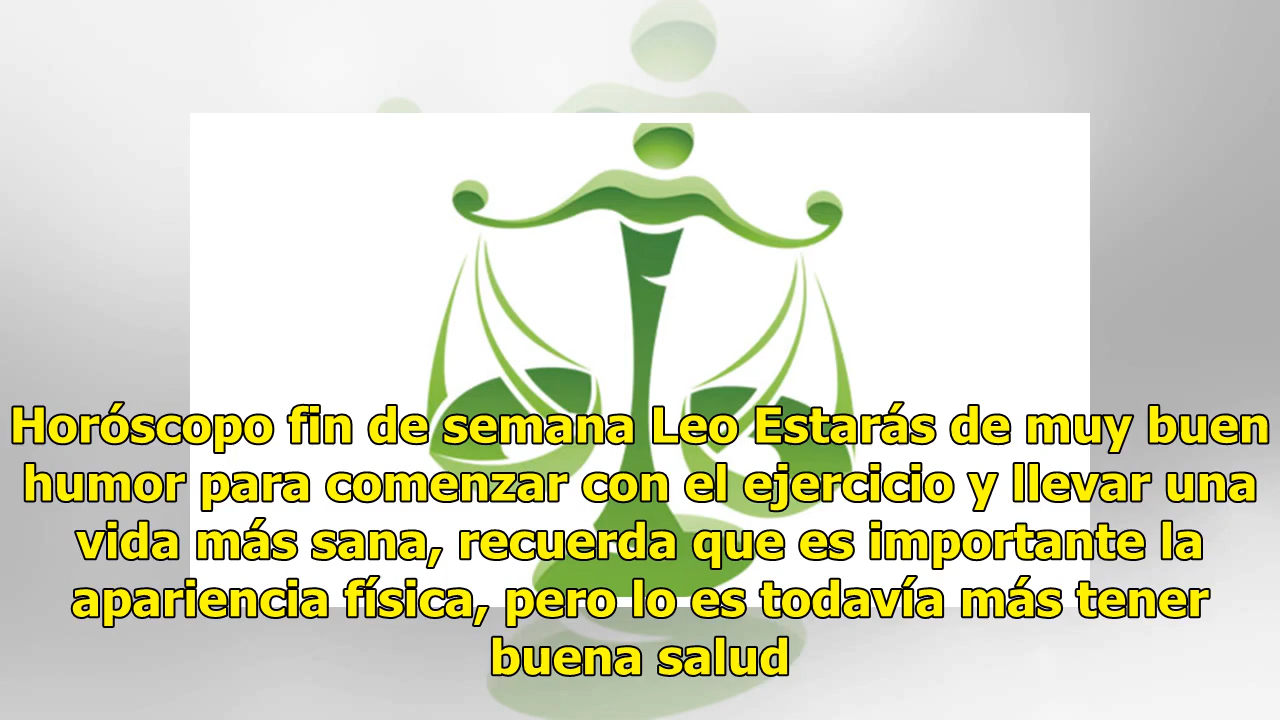 Horóscopo fin de semana Leo Estarás de muy buen
humor para comenzar con el ejercicio y llevar una
vida más sana, recuerda que es importante la
apariencia física, pero lo es todavía más tener
buena salud